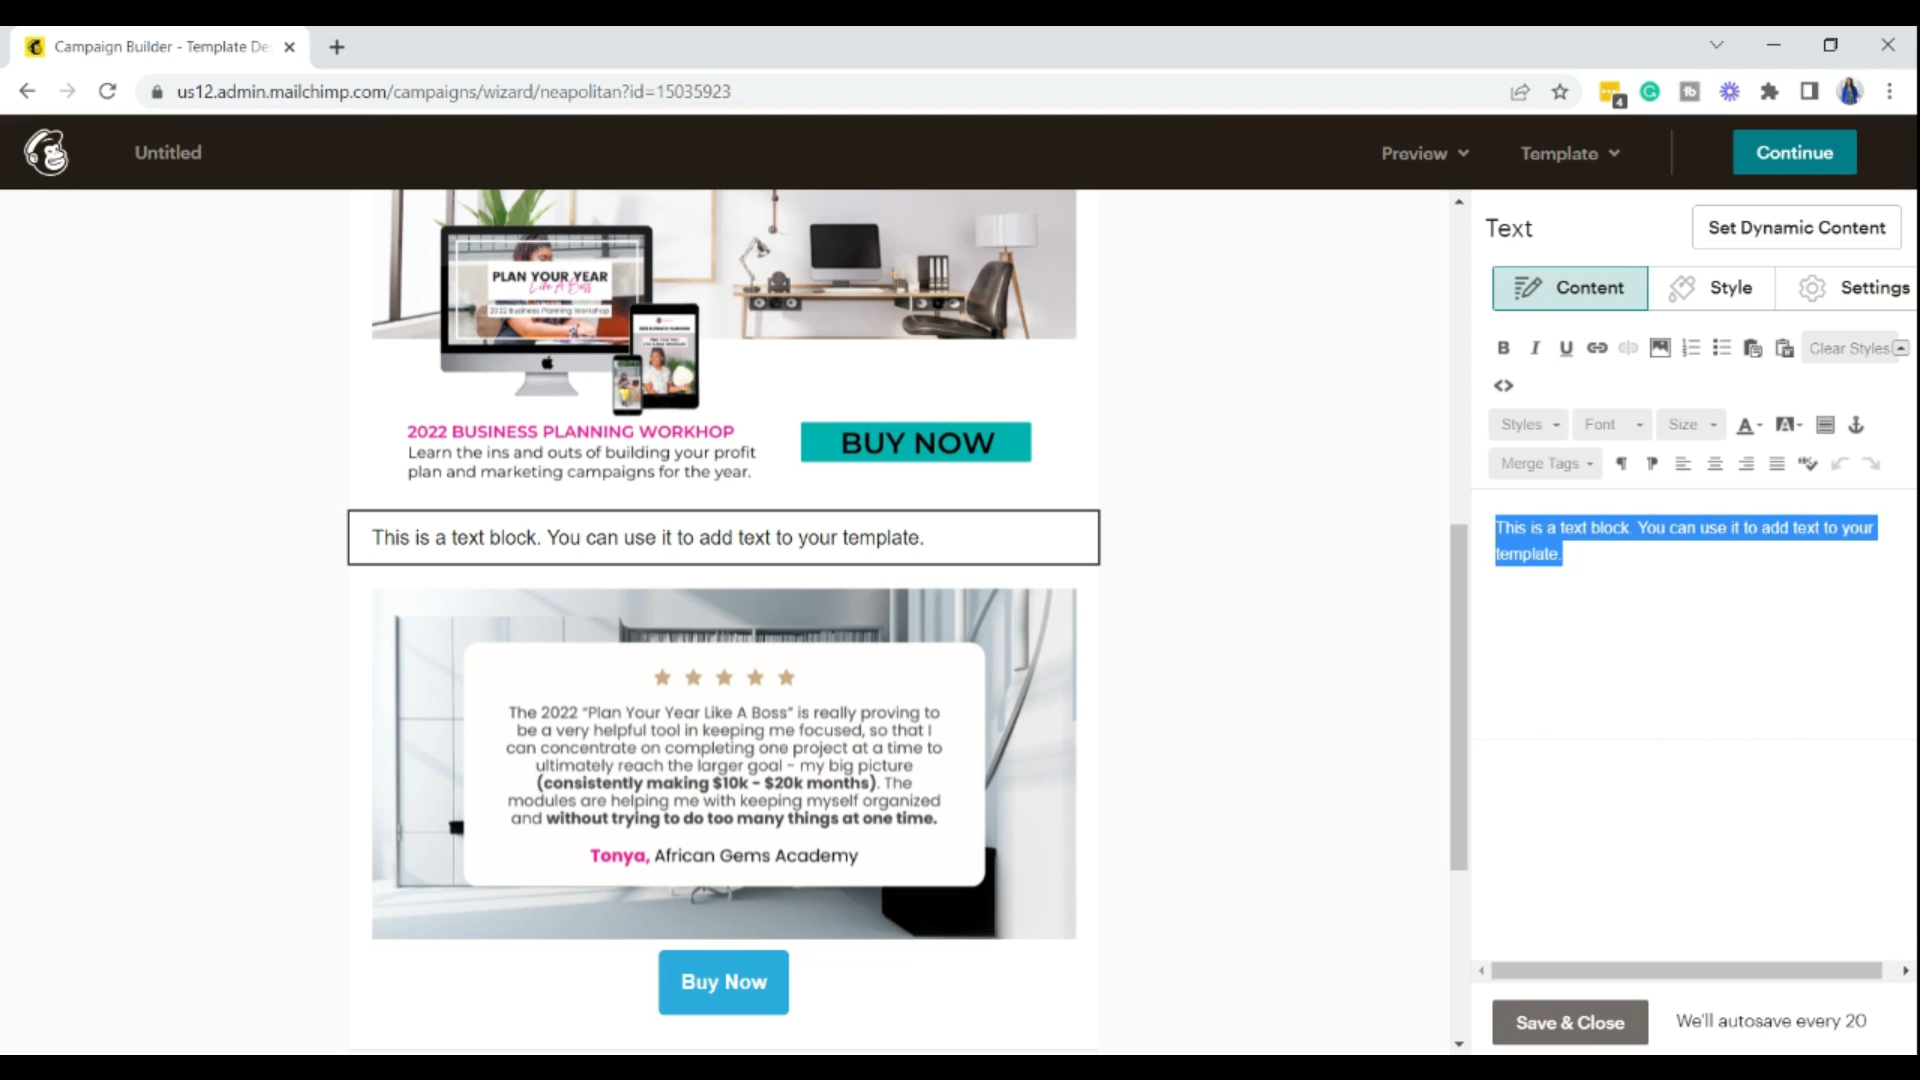 Campaign Builder - Template De
us12.admin.mailchimp.com/campaigns/wizard/neapolitan?id=15035923
4
Untitled
Preview
Template
Continue
PLAN YOUR YEAR
Like A Boss
2022 Business Planning Workshop
2022 BUSINESS PLANNING WORKHOP
Learn the ins and outs of building your profit
plan and marketing campaigns for the year.
BUY NOW
This is a text block. You can use it to add text to your template.
The 2022 “Plan Your Year Like A Boss” is really proving to
be a very helpful tool in keeping me focused, so that I
can concentrate on completing one project at a time to
ultimately reach the larger goal - my big picture
(consistently making $10k - $20k months). The
modules are helping me with keeping myself organized
and without trying to do too many things at one time.
Tonya, African Gems Academy
Buy Now
Text
Set Dynamic Content
Content
Style
Settings
B I U
Clear Styles
Styles
Font
Size
A
A
Merge Tags
This is a text block. You can use it to add text to your
template.
Save & Close
We'll autosave every 20